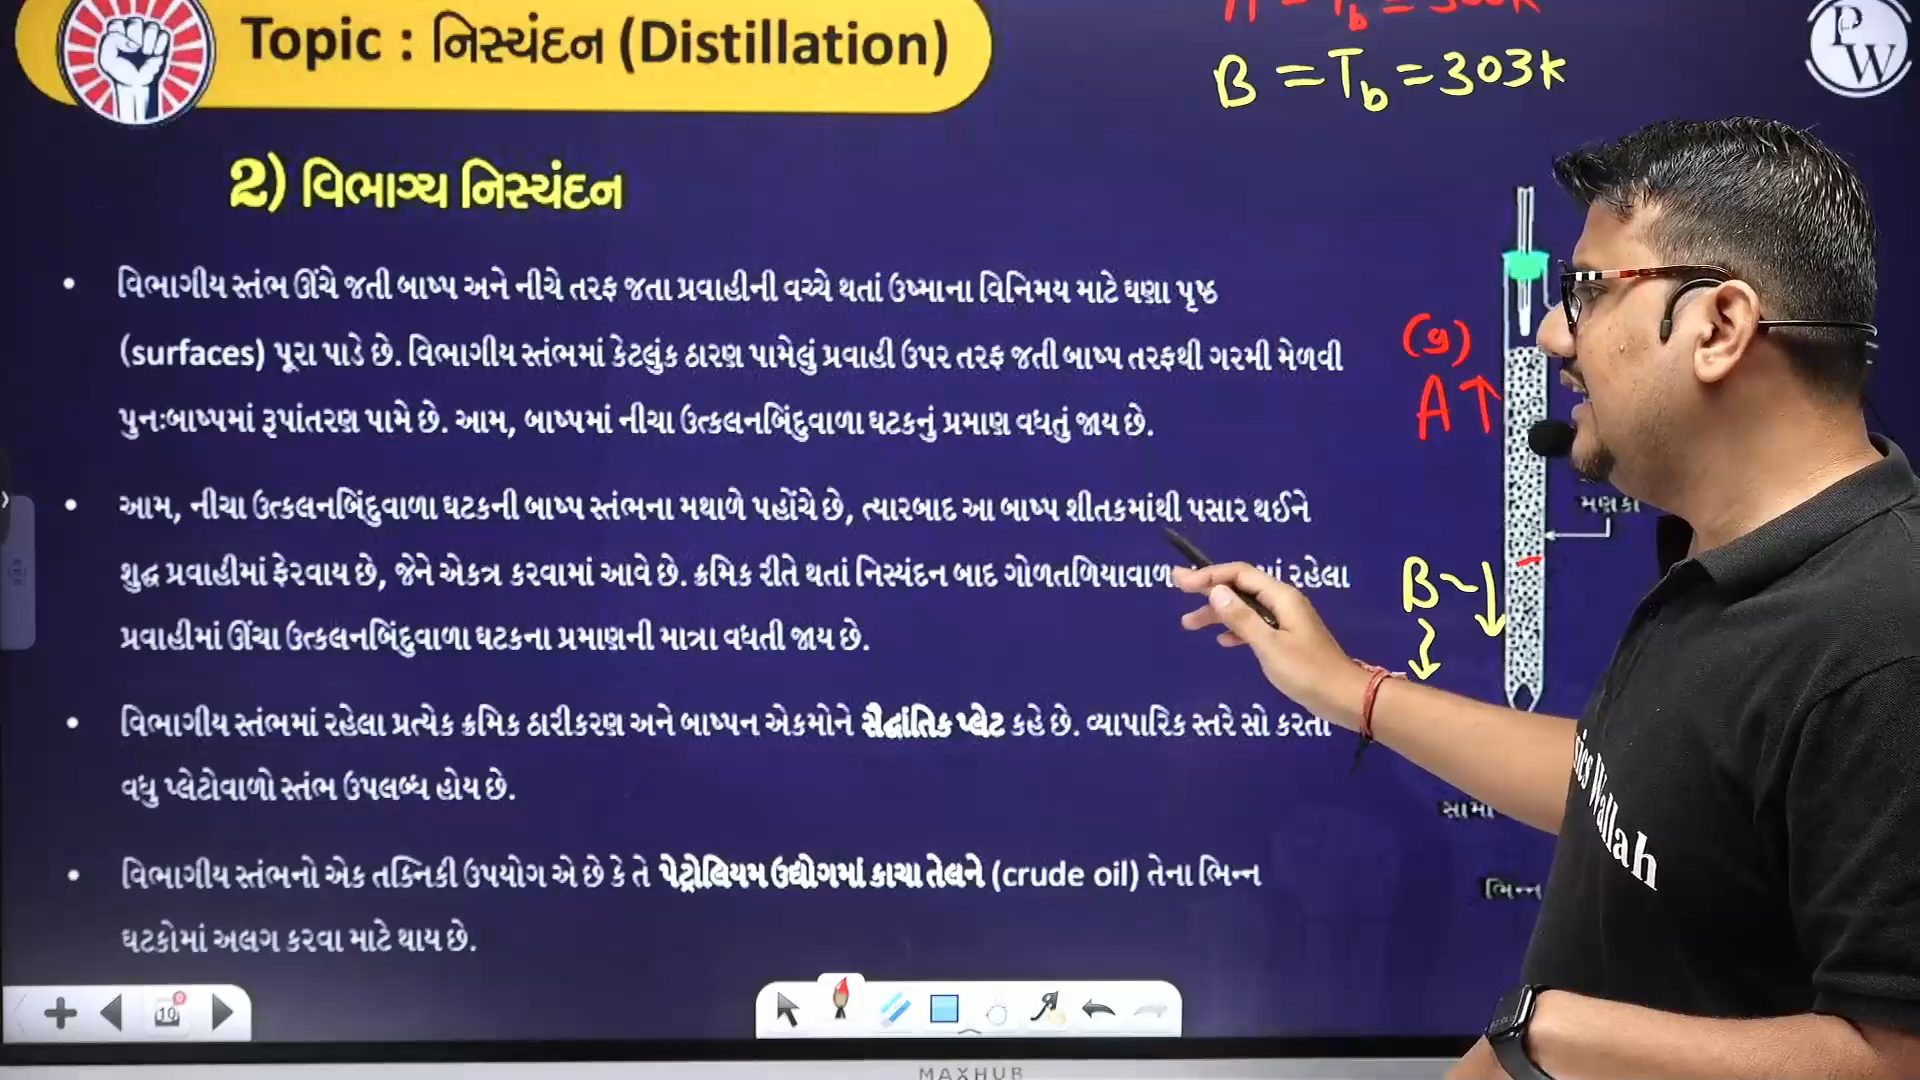 Topic : નિસ્યંદન (Distillation)
B = Tb = 303K
PW
2) વિભાગ્ય નિસ્યંદન
• વિભાગીય સ્તંભ ઊંચે જતી બાષ્પ અને નીચે તરફ જતા પ્રવાહીની વચ્ચે થતાં ઉષ્માના વિનિમય માટે ઘણા પૃષ્ઠ
(surfaces) પૂરા પાડે છે. વિભાગીય સ્તંભમાં કેટલુંક ઠારણ પામેલું પ્રવાહી ઉપર તરફ જતી બાષ્પ તરફથી ગરમી મેળવી
પુનઃબાષ્પમાં રૂપાંતરણ પામે છે. આમ, બાષ્પમાં નીચા ઉત્કલનબિંદુવાળા ઘટકનું પ્રમાણ વધતું જાય છે.
• આમ, નીચા ઉત્કલનબિંદુવાળા ઘટકની બાષ્પ સ્તંભના મથાળે પહોંચે છે, ત્યારબાદ આ બાષ્પ શીતકમાંથી પસાર થઈને
શુદ્ધ પ્રવાહીમાં ફેરવાય છે, જેને એકત્ર કરવામાં આવે છે. ક્રમિક રીતે થતાં નિસ્યંદન બાદ રહેલા
પ્રવાહીમાં ઊંચા ઉત્કલનબિંદુવાળા ઘટકના પ્રમાણની માત્રા વધતી જાય છે.
• વિભાગીય સ્તંભમાં રહેલા પ્રત્યેક ક્રમિક ઠારીકરણ અને બાષ્પન એકમોને સૈદ્ધાંતિક પ્લેટ કહે છે. વ્યાપારિક સ્તરે સો કરતા
વધુ પ્લેટોવાળો સ્તંભ ઉપલબ્ધ હોય છે.
• વિભાગીય સ્તંભનો એક તક્નિકી ઉપયોગ એ છે કે તે પેટ્રોલિયમ ઉદ્યોગમાં કાચા તેલને (crude oil) તેના ભિન્ન
ઘટકોમાં અલગ કરવા માટે થાય છે.
(g)
A ↑
મણકા
B ~ ↓
Wallah
10
MAXHUB